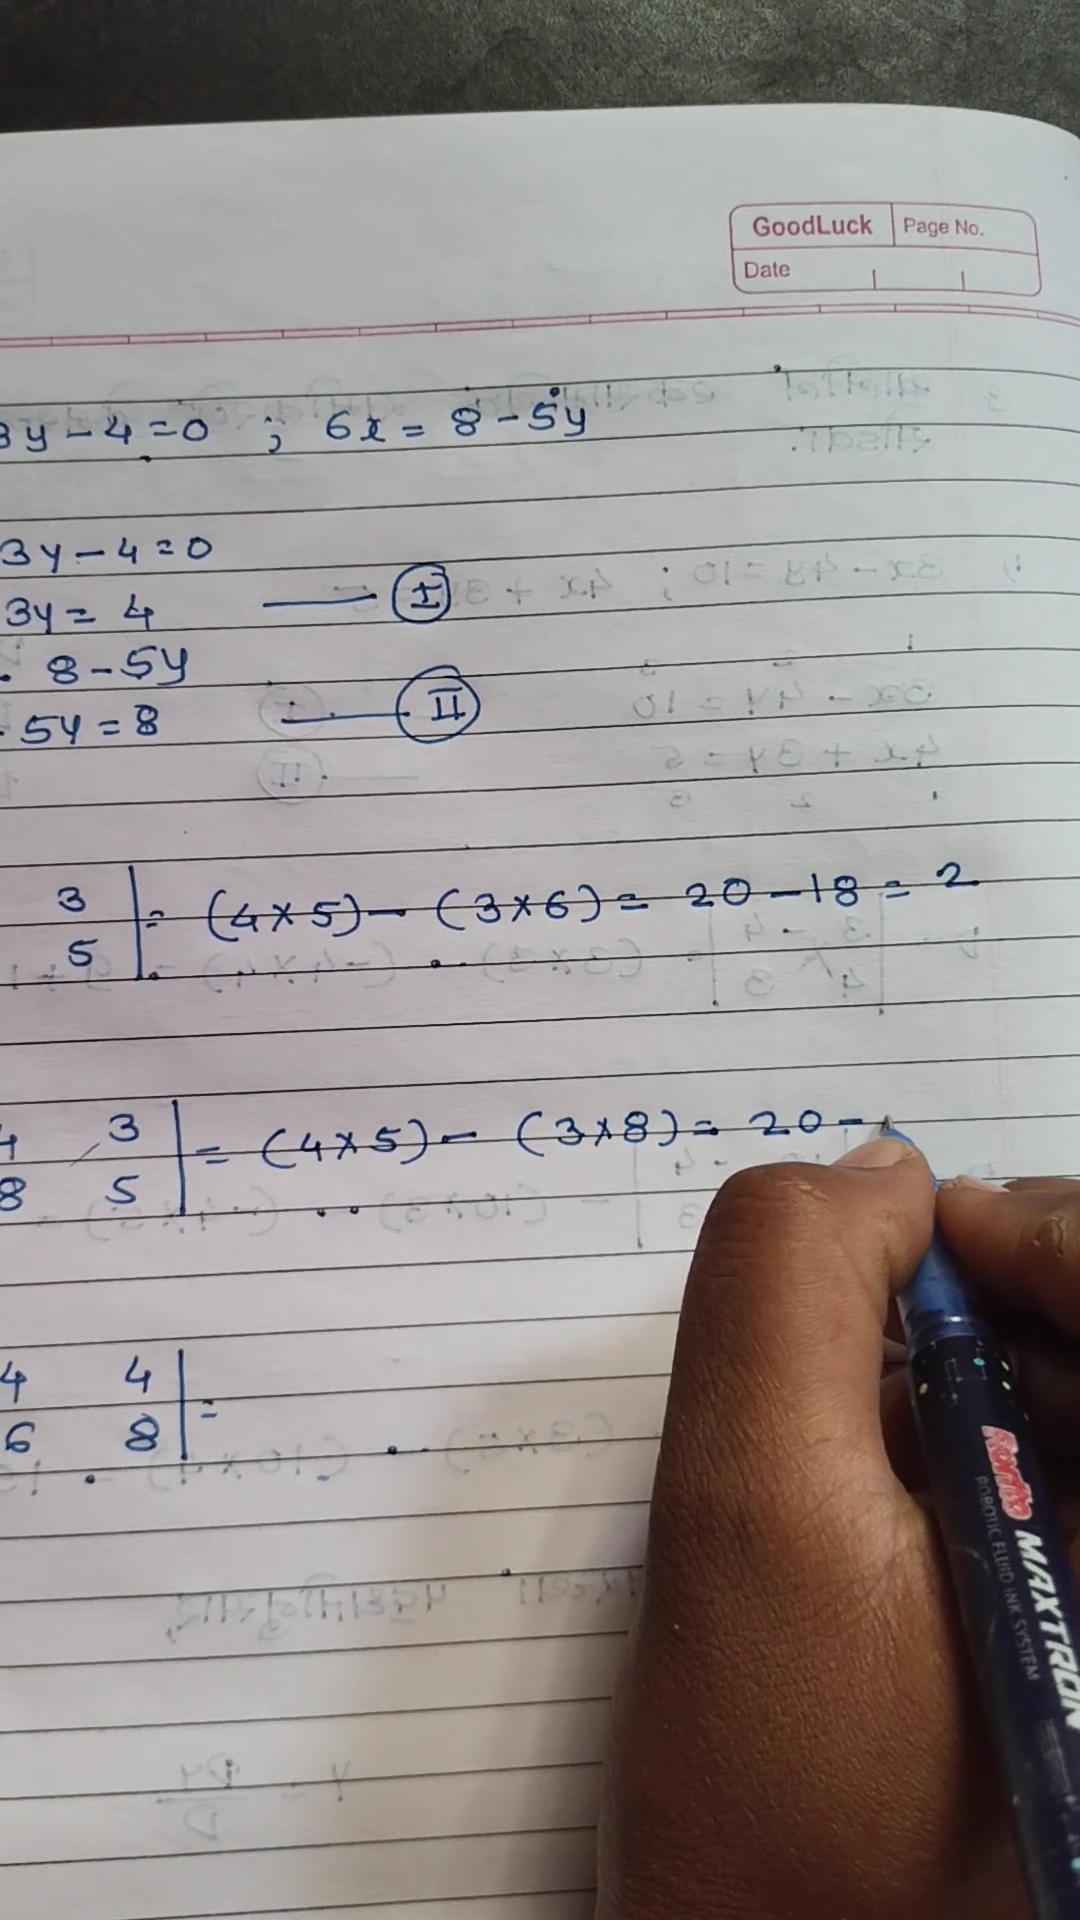 GoodLuck Page No.
Date
3y - 4 = 0 ; 6x = 8 - 5y
3y - 4 = 0
3y = 4 —— I
8 - 5y
5y = 8 —— II
3
5 | = (4 × 5) - (3 × 6) = 20 - 18 = 2
4 3
8 5 | = (4 × 5) - (3 × 8) = 20 -
4 4
6 8 | =
Rorito MAXTRON
ROBOTIC FLUID INK SYSTEM